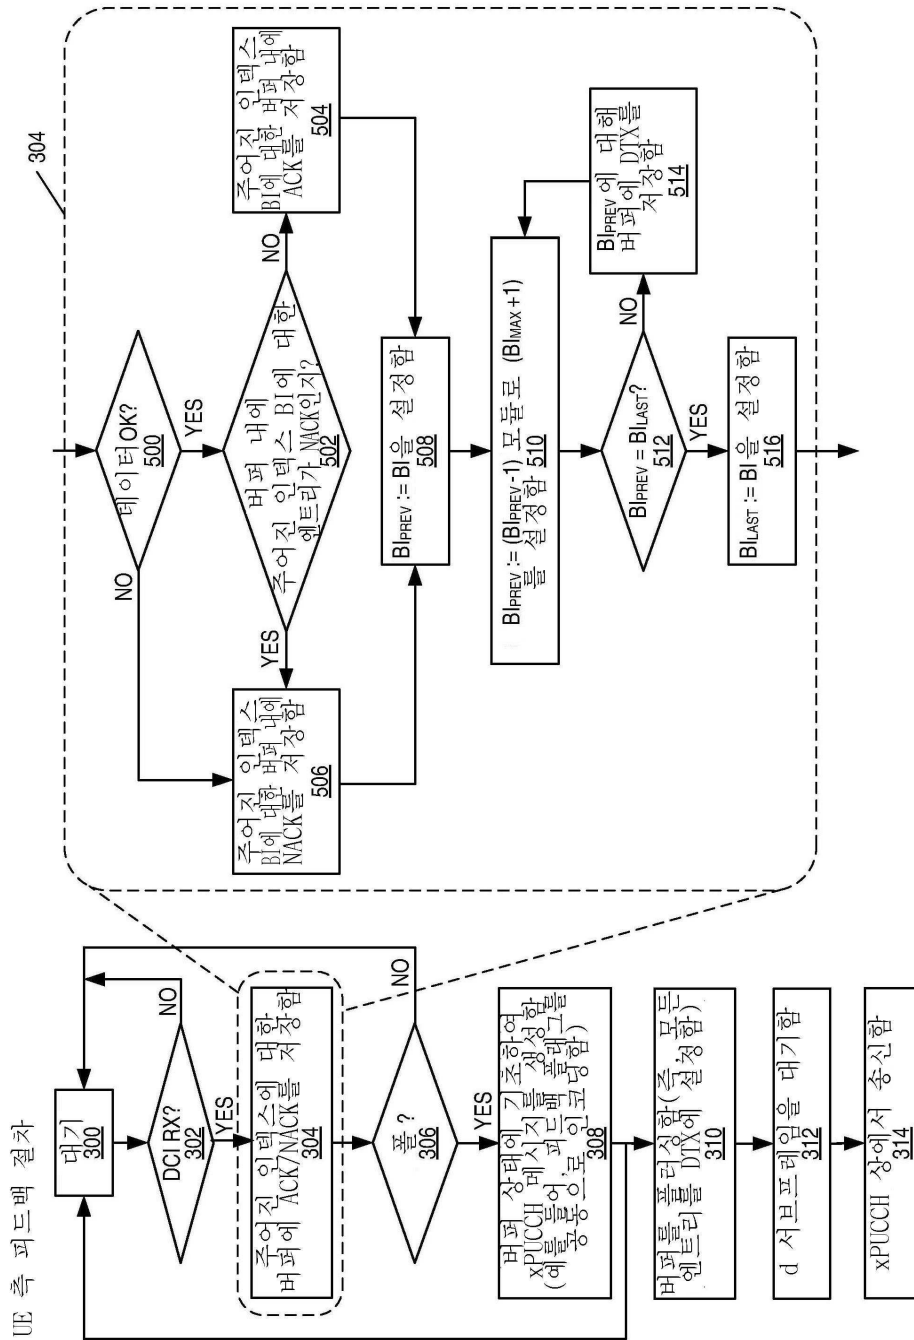 UE 측 피드백 절차
대기
300
DCI RX?
302
NO
YES
주어진 인덱스에 대한
버퍼에 ACK/NACK를 저장함
304
폴?
306
NO
YES
버퍼 상태에 기초하여
xPUCCH 메시지를 생성함
(예를 들어, 피드백 플래그를
공동으로 인코딩함)
308
버퍼를 플러싱함(즉, 모든
엔트리를 DTX에 설정함)
310
d 서브프레임을 대기함
312
xPUCCH 상에서 송신함
314
304
데이터 OK?
500
NO
YES
버퍼 내에
주어진 인덱스 BI에 대한
엔트리가 NACK인지?
502
YES
NO
주어진 인덱스
BI에 대한 버퍼 내에
NACK를 저장함
506
주어진 인덱스
BI에 대한 버퍼 내에
ACK를 저장함
504
BIPREV := BI을 설정함
508
BIPREV := (BIPREV-1) 모듈로 (BIMAX+1)
를 설정함
510
BIPREV = BILAST?
512
NO
YES
BIPREV에 대해
버퍼에 DTX를
저장함
514
BILAST := BI을 설정함
516